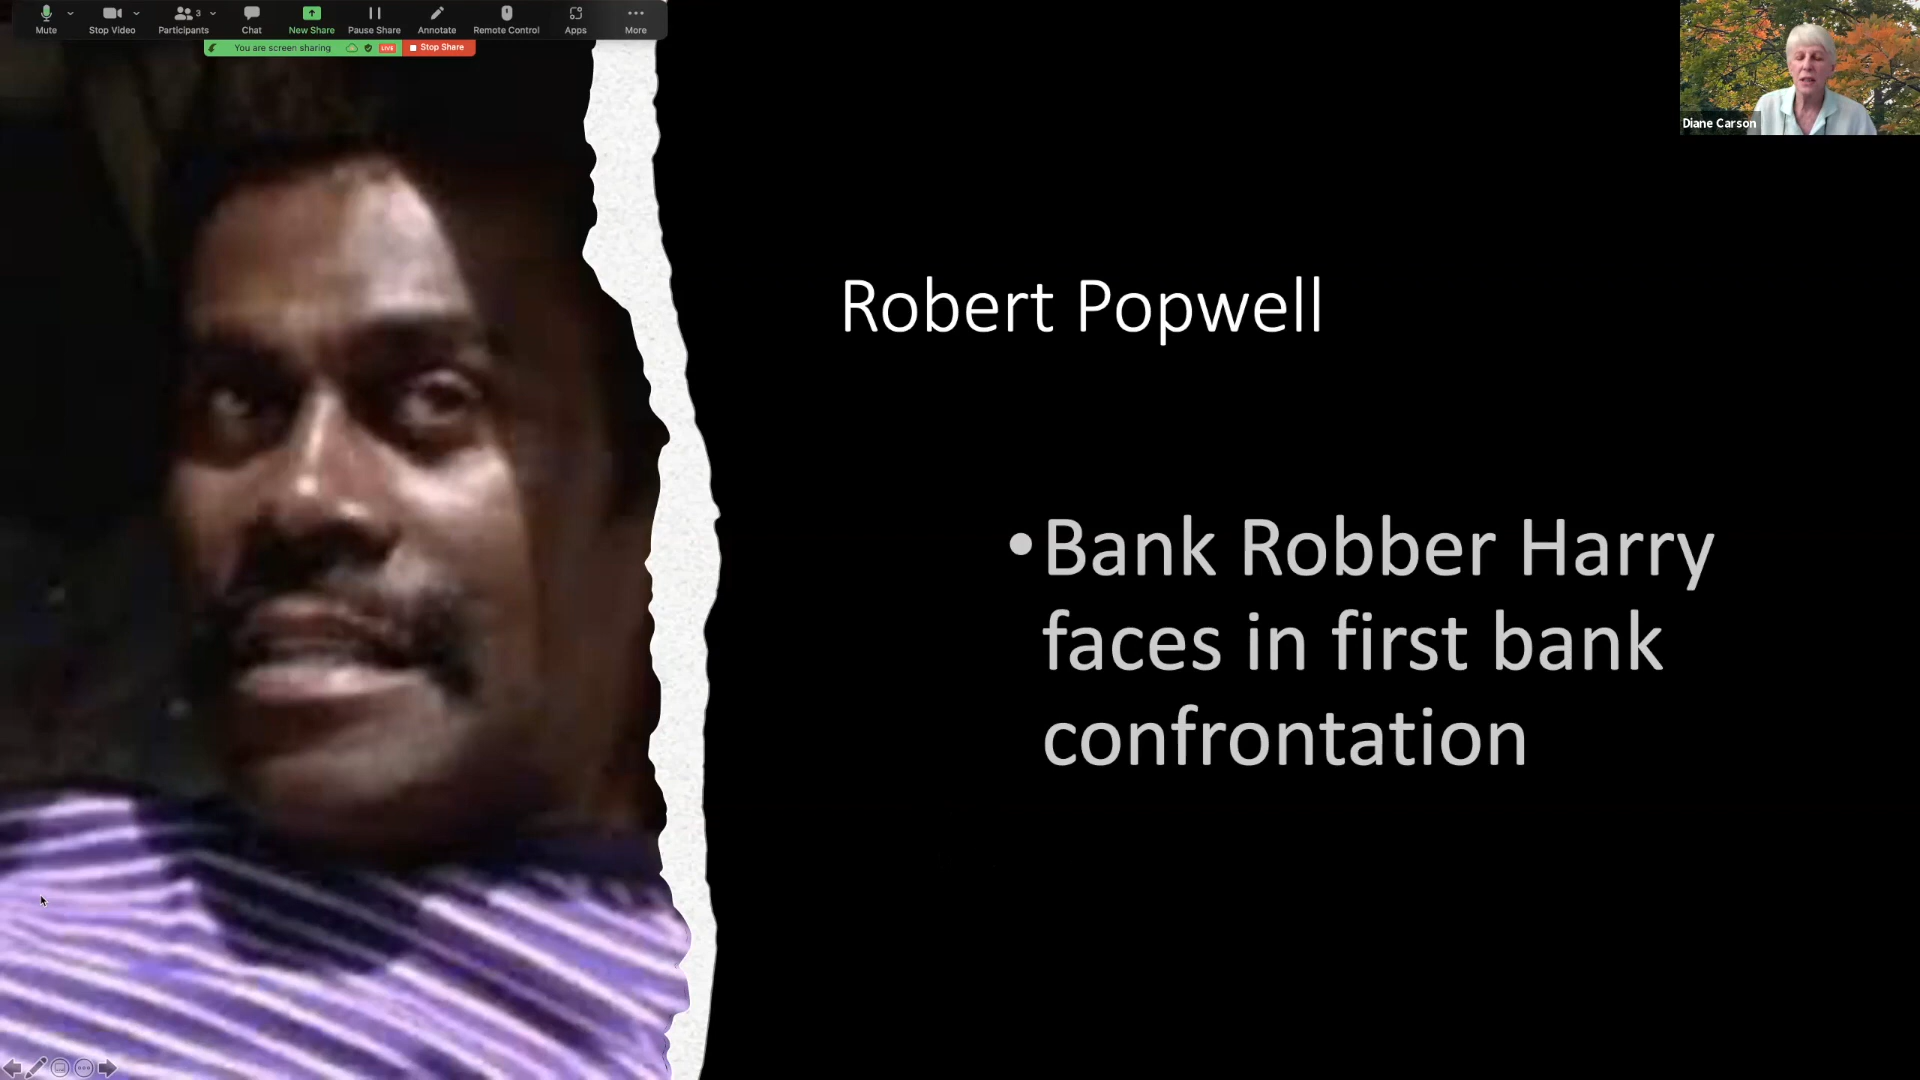 Mute
Stop Video
Participants
3
Chat
New Share
Pause Share
Annotate
Remote Control
Apps
More
You are screen sharing
LIVE
Stop Share
Diane Carson
Robert Popwell
•Bank Robber Harry
faces in first bank
confrontation